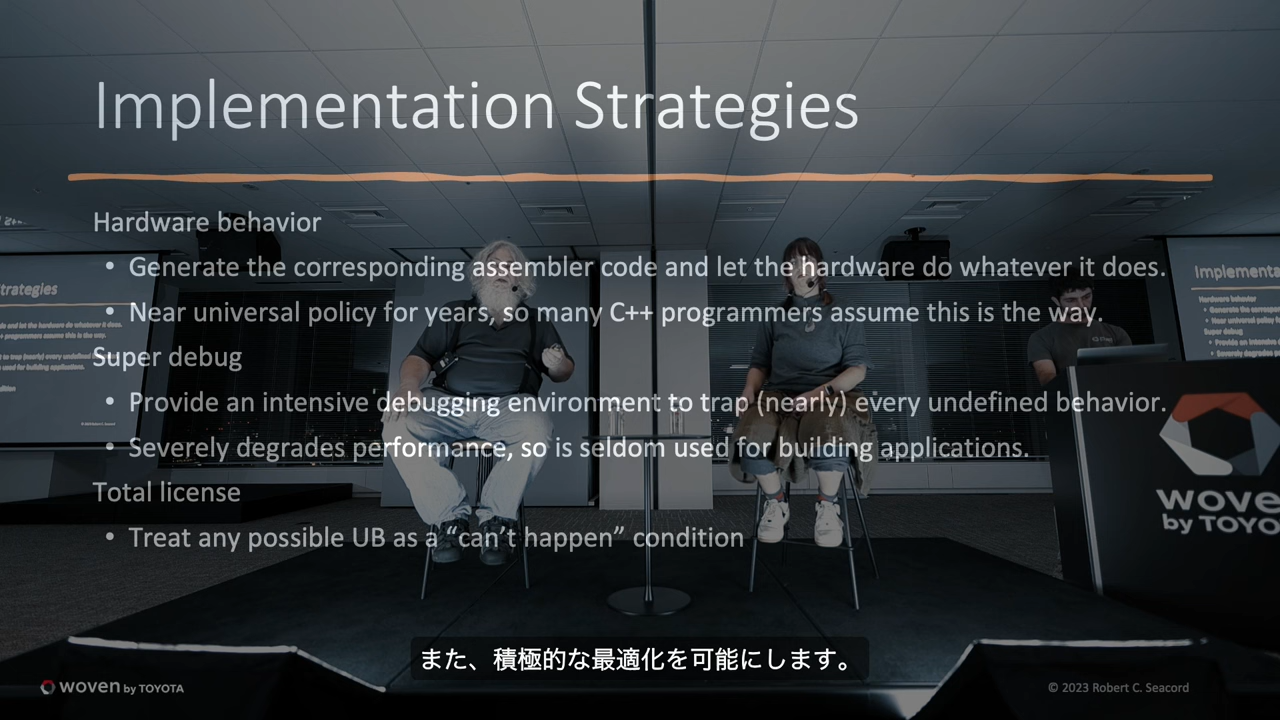 Implementation Strategies
Hardware behavior
• Generate the corresponding assembler code and let the hardware do whatever it does.
• Near universal policy for years, so many C++ programmers assume this is the way.
Super debug
• Provide an intensive debugging environment to trap (nearly) every undefined behavior.
• Severely degrades performance, so is seldom used for building applications.
Total license
• Treat any possible UB as a “can’t happen” condition
また、積極的な最適化を可能にします。
woven by TOYOTA
© 2023 Robert C. Seacord